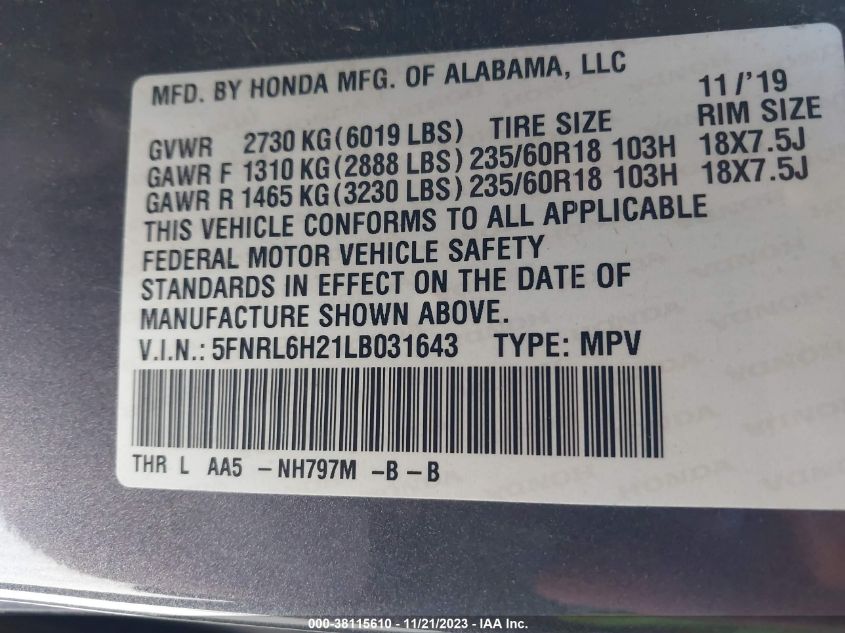 MFD. BY HONDA MFG. OF ALABAMA, LLC 11/'19
GVWR 2730 KG(6019 LBS) TIRE SIZE RIM SIZE
GAWR F 1310 KG(2888 LBS) 235/60R18 103H 18X7.5J
GAWR R 1465 KG(3230 LBS) 235/60R18 103H 18X7.5J
THIS VEHICLE CONFORMS TO ALL APPLICABLE
FEDERAL MOTOR VEHICLE SAFETY
STANDARDS IN EFFECT ON THE DATE OF
MANUFACTURE SHOWN ABOVE.
V.I.N.: 5FNRL6H21LB031643 TYPE: MPV
THR L AA5 -NH797M -B-B
000-38115610 - 11/21/2023 - IAA Inc.